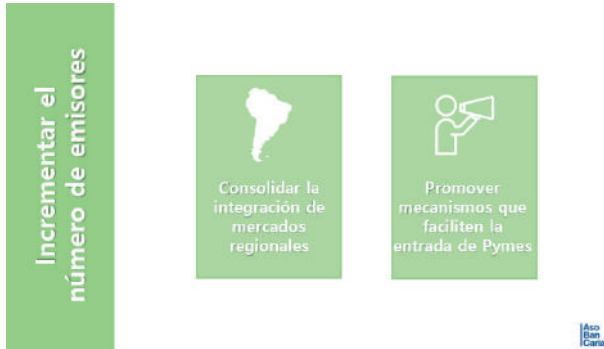 Incrementar el
número de emisores
Consolidar la
integración de
mercados
regionales
Promover
mecanismos que
faciliten la
entrada de Pymes
Aso
Ban
Caria